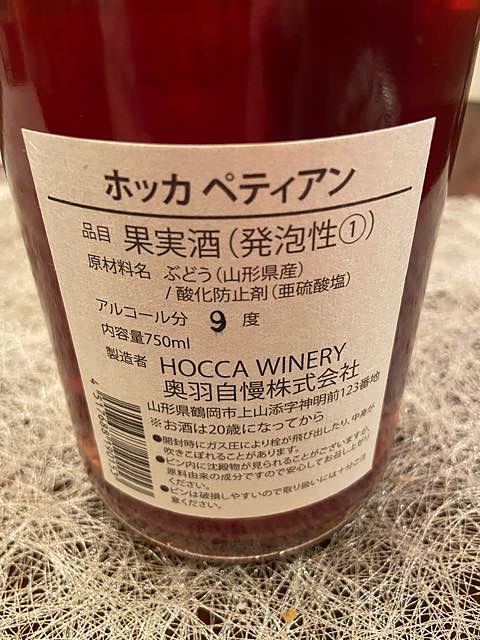 ホッカ ペティアン
品目 果実酒(発泡性①)
原材料名 ぶどう(山形県産)
/酸化防止剤(亜硫酸塩)
アルコール分 9 度
内容量750ml
製造者 HOCCA WINERY
奥羽自慢株式会社
山形県鶴岡市上山添字神明前123番地
※お酒は20歳になってから
●開封時にガス圧により栓が飛び出したり、中身が
吹きこぼれることがあります。
●ビン内に沈殿物が見られることがございますが、
原料由来の成分ですので安心してお召し上がり
ください。
●ビンは破損しやすいので取り扱いには十分ご注
意ください。